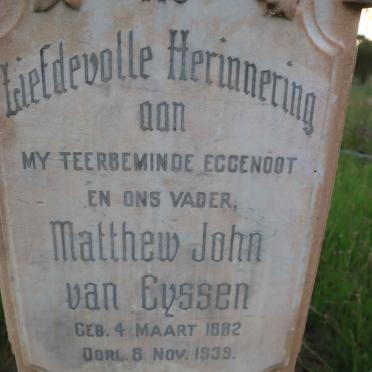 Liefdevolle Herinnering
aan
MY TEERBEMINDE EGGENOOT
EN ONS VADER,
Matthew John
van Eyssen
GEB. 4 MAART 1882
OORL. 8 NOV. 1939.